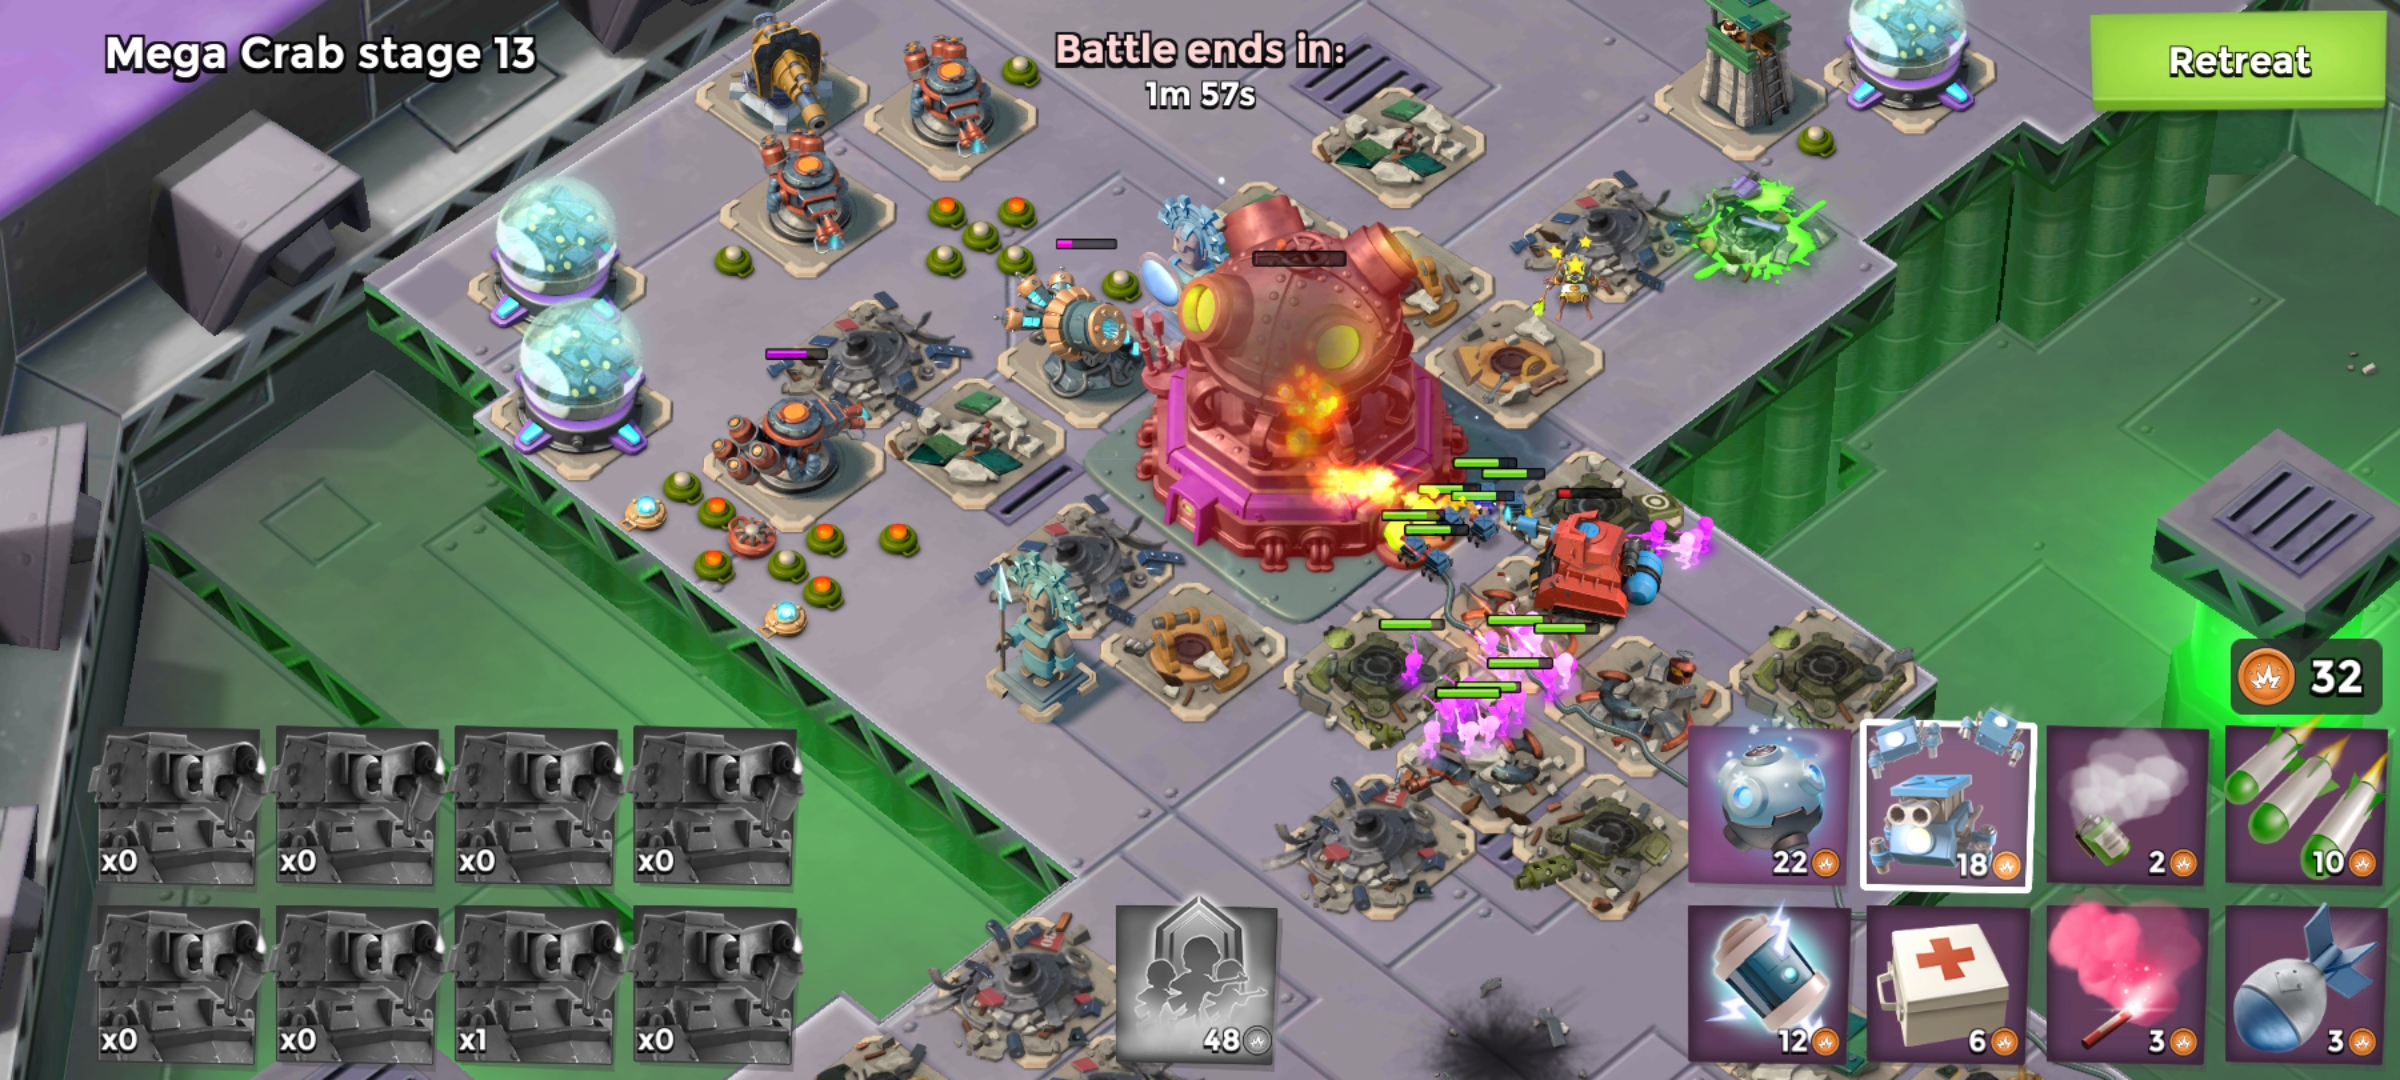 Mega Crab stage 13
Battle ends in:
1m 57s
Retreat
32
x0
x0
x0
x0
22
18
2
10
x0
x0
x1
x0
48
12
6
3
3